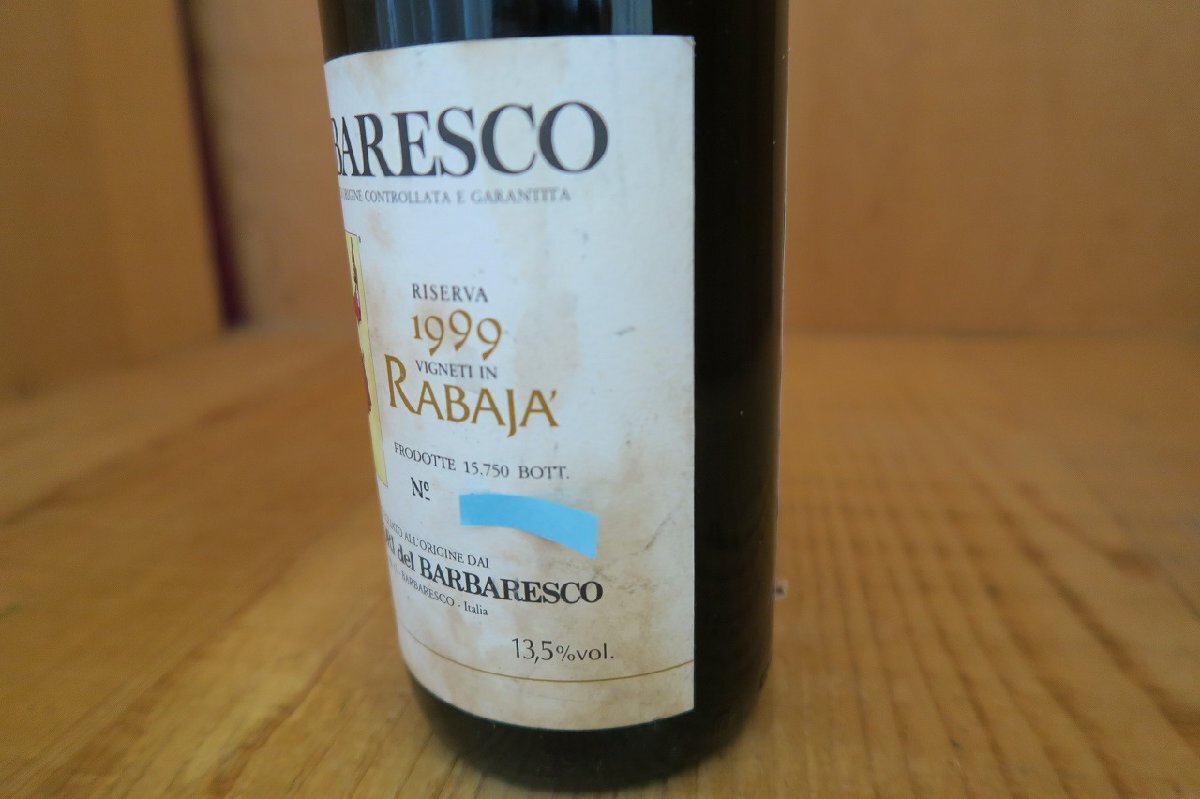 BARESCO
CONTROLLATA E GARANTITA
RISERVA
1999
VIGNETI IN
RABAJA'
PRODOTTE 15.750 BOTT.
Nº
ALL'ORIGINE DAI
del BARBARESCO
BARBARESCO - Italia
13,5%vol.